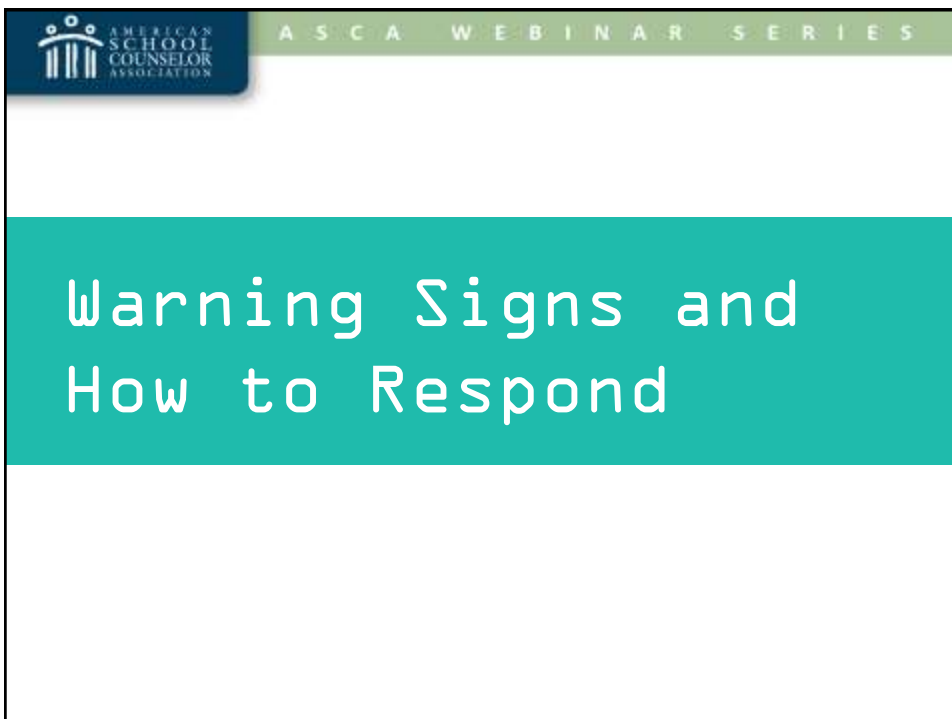 AMERICAN
SCHOOL
COUNSELOR
ASSOCIATION
ASCA WEBINAR SERIES
Warning Signs and
How to Respond